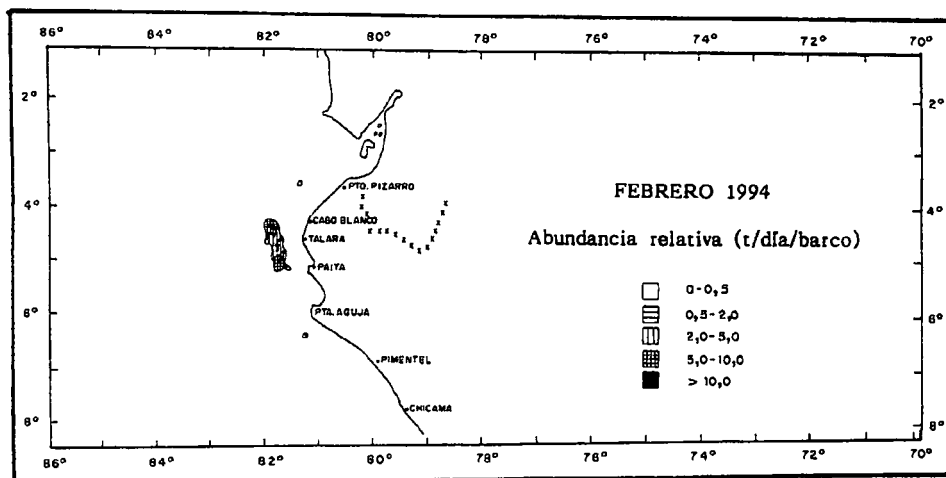 86° 84° 82° 80° 78° 76° 74° 72° 70°
2° 2°
PTO. PIZARRO
FEBRERO 1994
4° 4°
CABO BLANCO
Abundancia relativa (t/día/barco)
TALARA
PAITA
0-0,5
0,5-2,0
6° PTA. AGUJA 6°
2,0-5,0
5,0-10,0
PIMENTEL
> 10,0
CHICAMA
8° 8°
86° 84° 82° 80° 78° 76° 74° 72° 70°